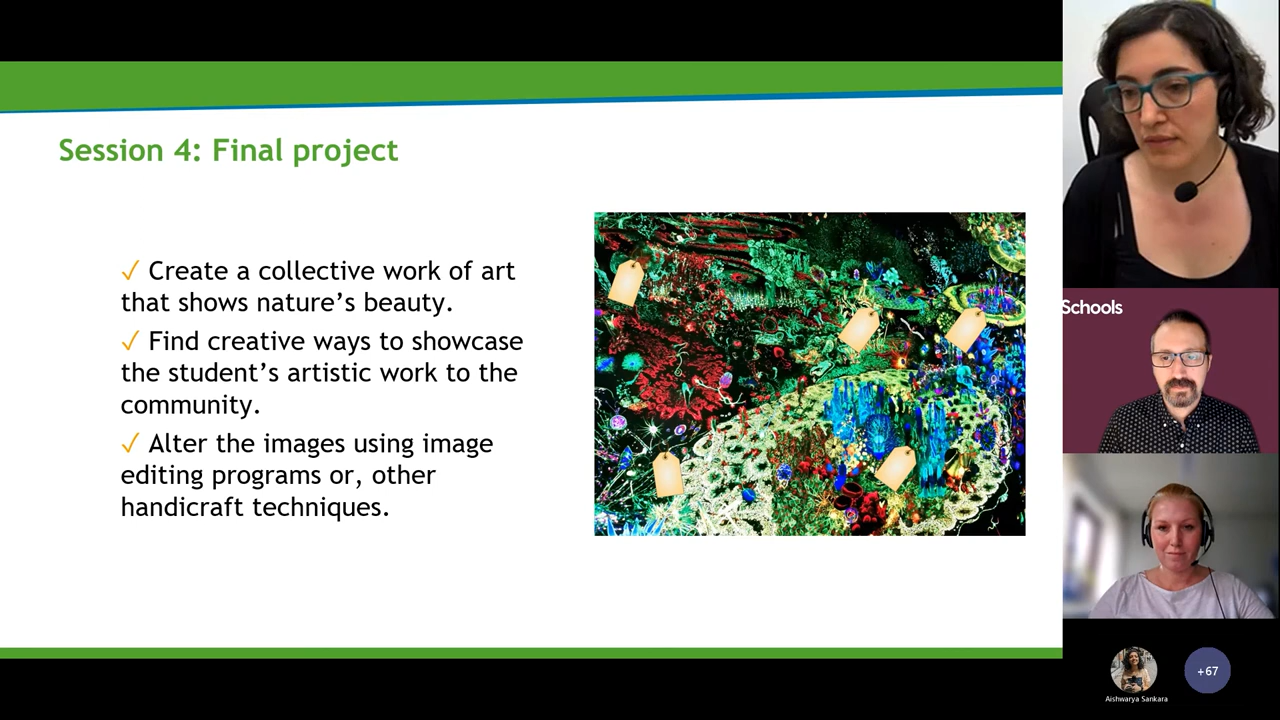 Session 4: Final project
✓ Create a collective work of art
that shows nature’s beauty.
✓ Find creative ways to showcase
the student’s artistic work to the
community.
✓ Alter the images using image
editing programs or, other
handicraft techniques.
Schools
Aishwarya Sankara
+67